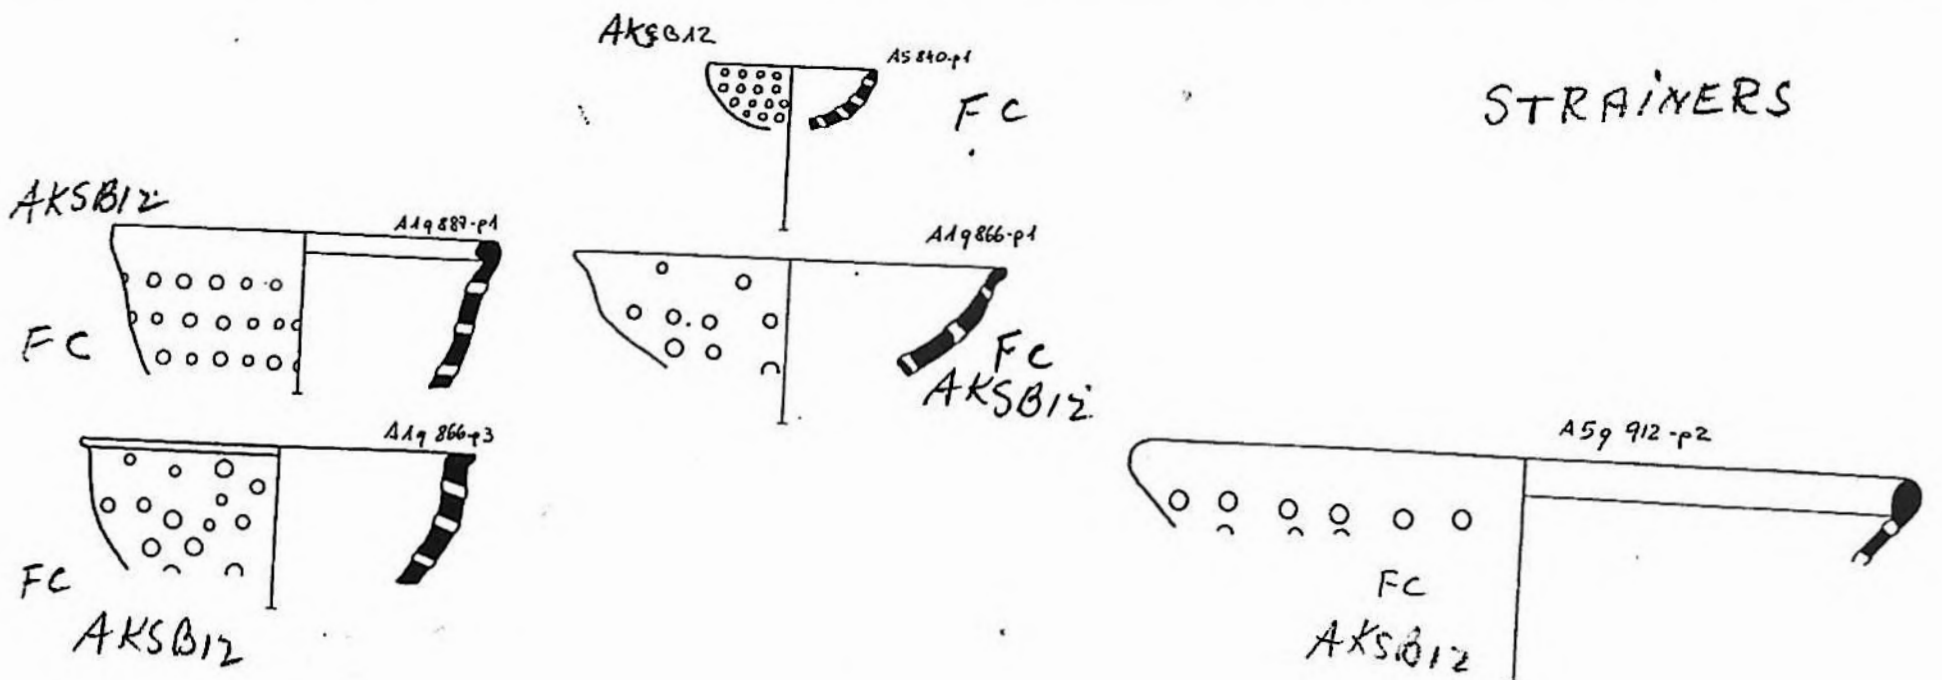 AKSB12
A5 840-p1
FC
STRAINERS
AKSB12
A1q 887-p1
FC
A1q 866-p1
FC
AKSB12
A1q 866-p3
FC
AKSB12
A5q 912-p2
FC
AKSB12